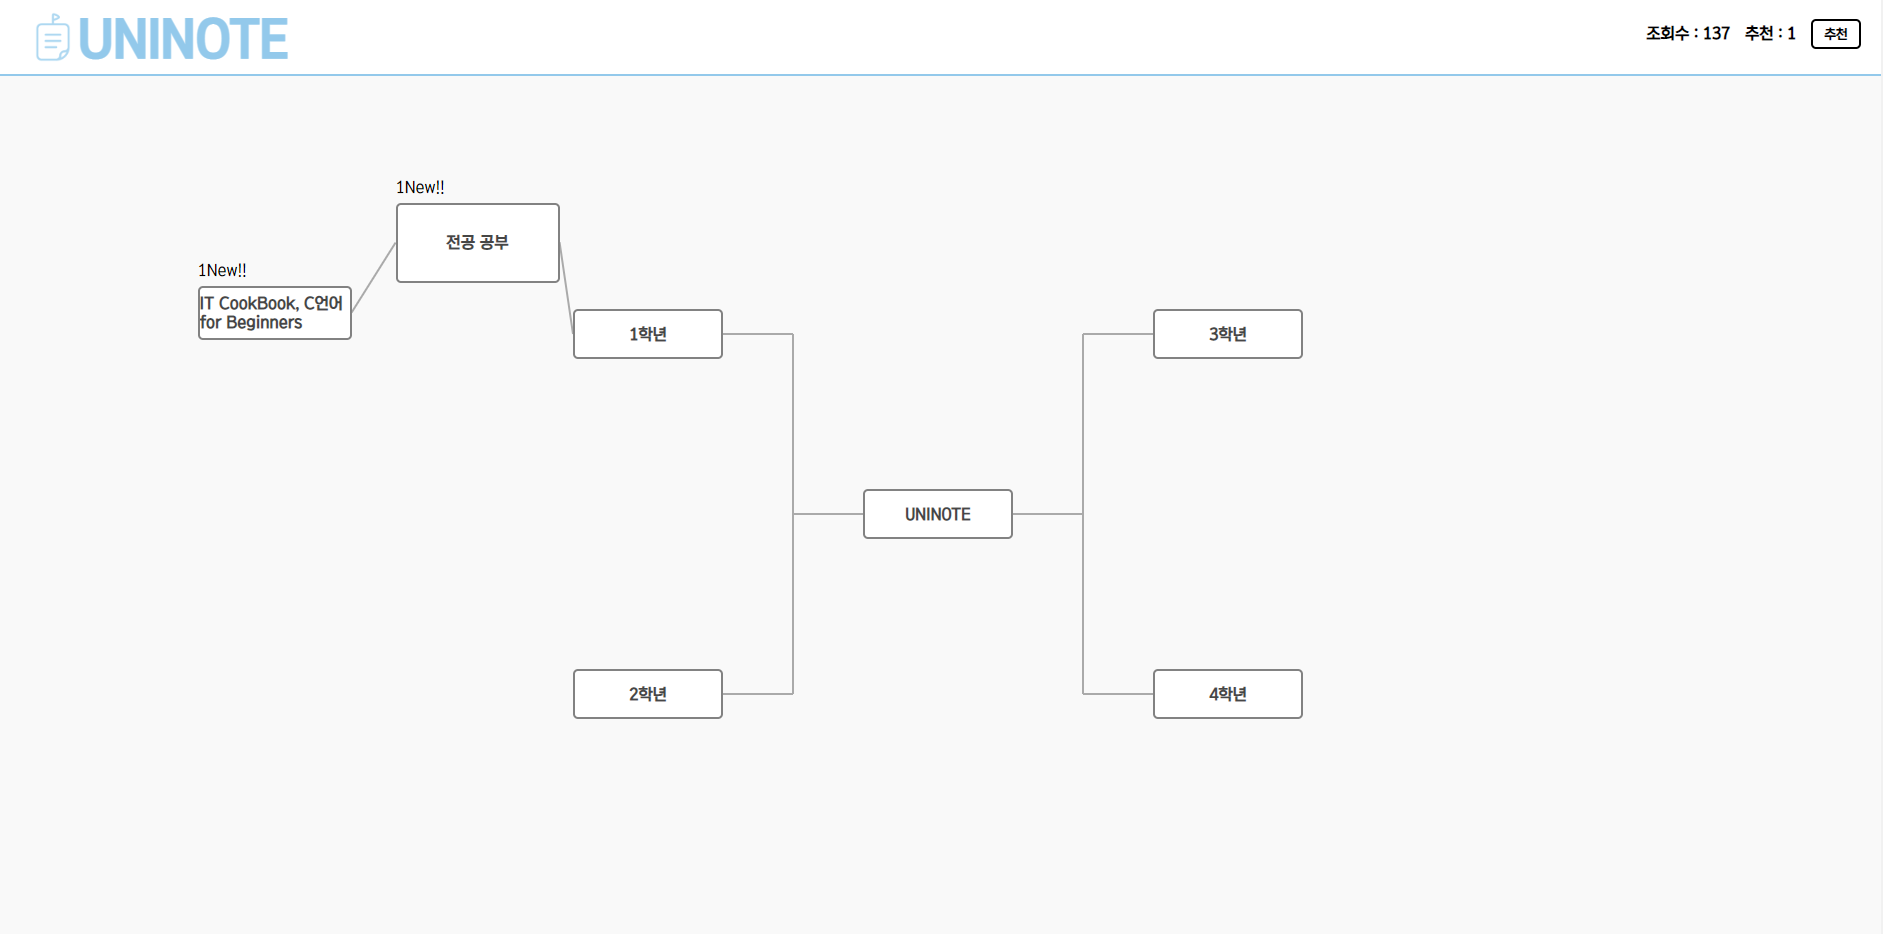 UNINOTE
조회수 : 137 추천 : 1 추천
1New!!
전공 공부
1New!!
IT CookBook, C언어
for Beginners
1학년
3학년
UNINOTE
2학년
4학년